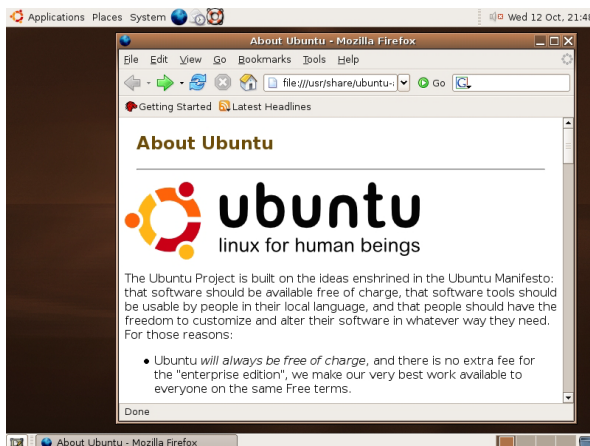 Applications Places System
Wed 12 Oct, 21:48
About Ubuntu - Mozilla Firefox
File Edit View Go Bookmarks Tools Help
file:///usr/share/ubuntu-
Go
Getting Started Latest Headlines
About Ubuntu
ubuntu
linux for human beings
The Ubuntu Project is built on the ideas enshrined in the Ubuntu Manifesto:
that software should be available free of charge, that software tools should
be usable by people in their local language, and that people should have the
freedom to customize and alter their software in whatever way they need.
For those reasons:
• Ubuntu will always be free of charge, and there is no extra fee for
the "enterprise edition", we make our very best work available to
everyone on the same Free terms.
Done
About Ubuntu - Mozilla Firefox